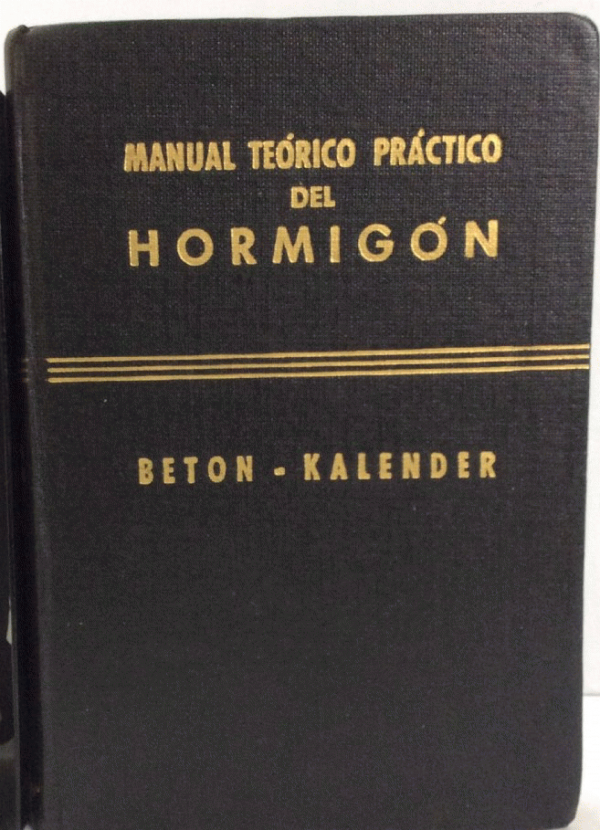 MANUAL TEÓRICO PRÁCTICO
DEL
HORMIGÓN
BETON - KALENDER